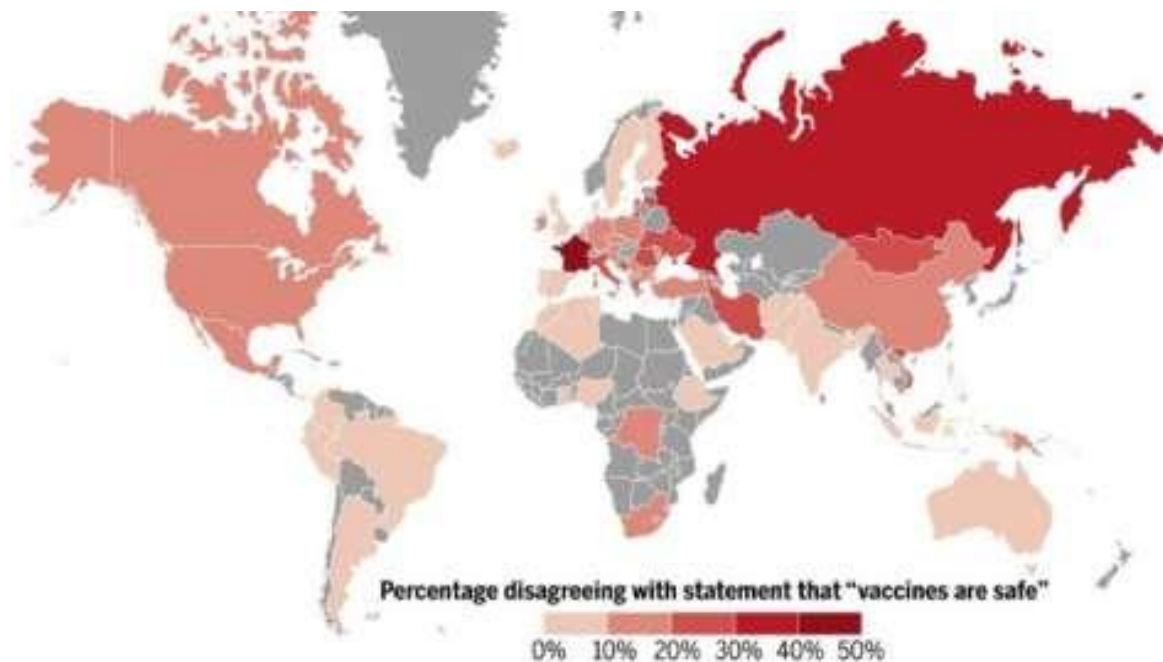 Percentage disagreeing with statement that “vaccines are safe”
0% 10% 20% 30% 40% 50%